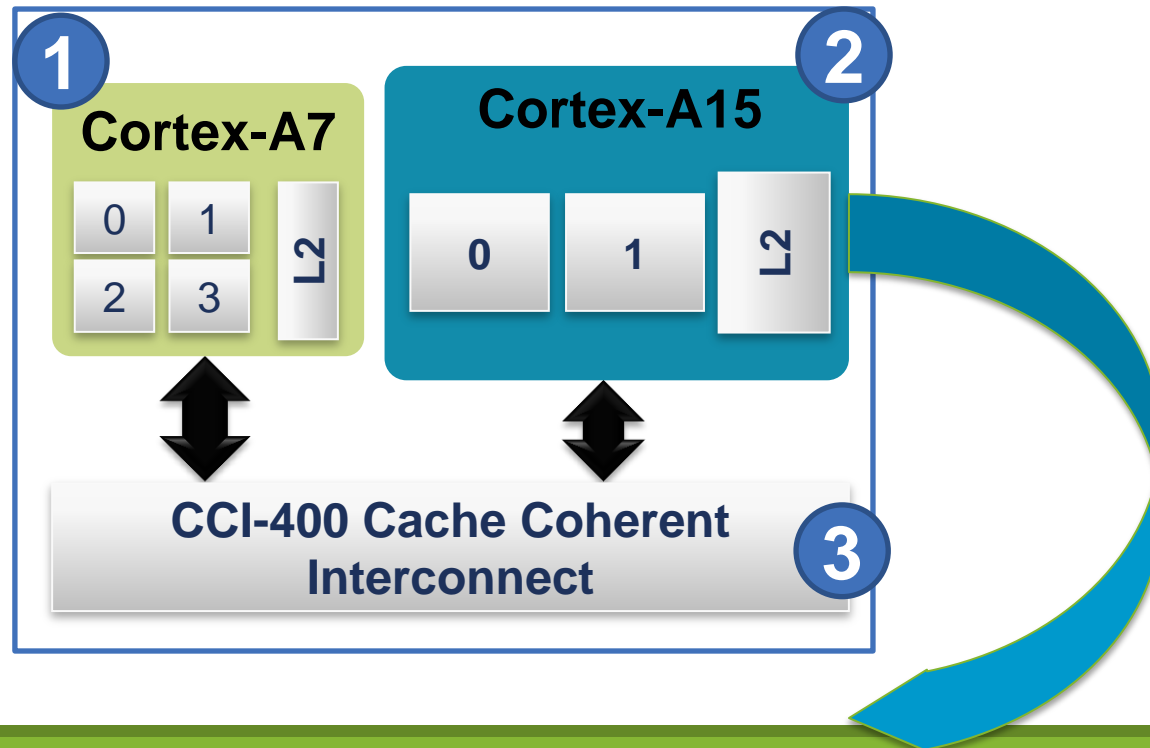 1
2
Cortex-A7
Cortex-A15
0 1
L2
2 3
0 1
L2
CCI-400 Cache Coherent
Interconnect
3